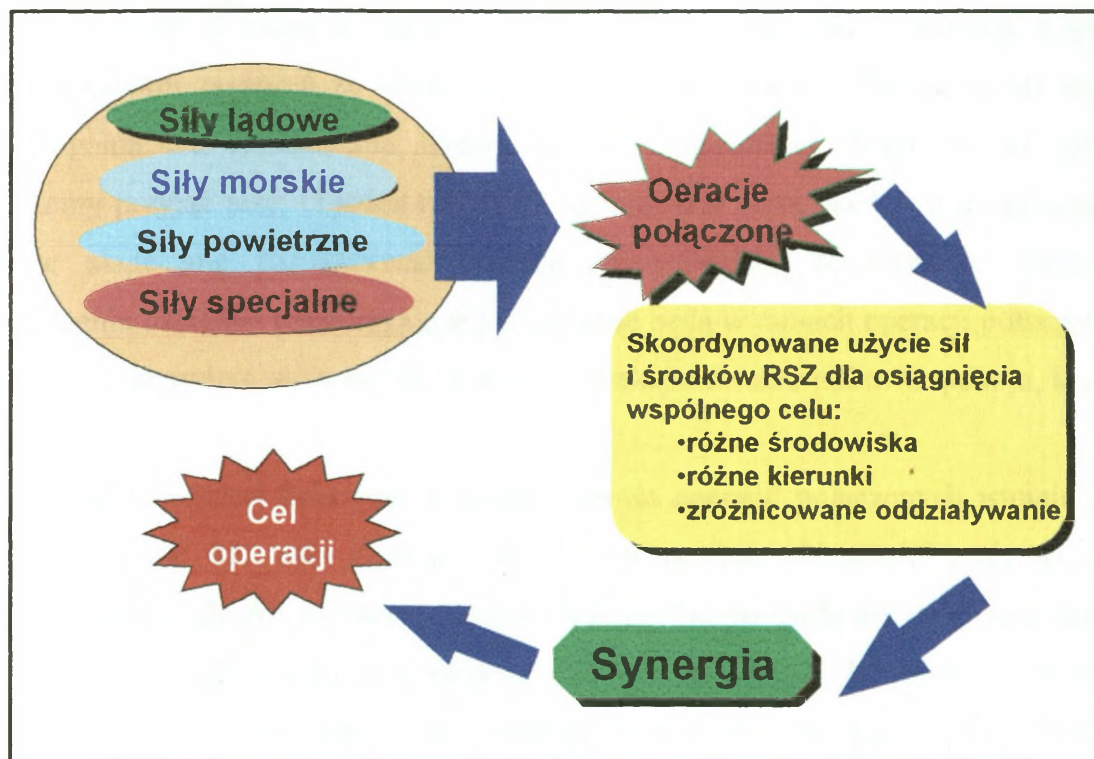 Siły lądowe
Siły morskie
Siły powietrzne
Siły specjalne
Oeracje
połączone
Skoordynowane użycie sił
i środków RSZ dla osiągnięcia
wspólnego celu:
•różne środowiska
•różne kierunki
•zróżnicowane oddziaływanie
Synergia
Cel
operacji